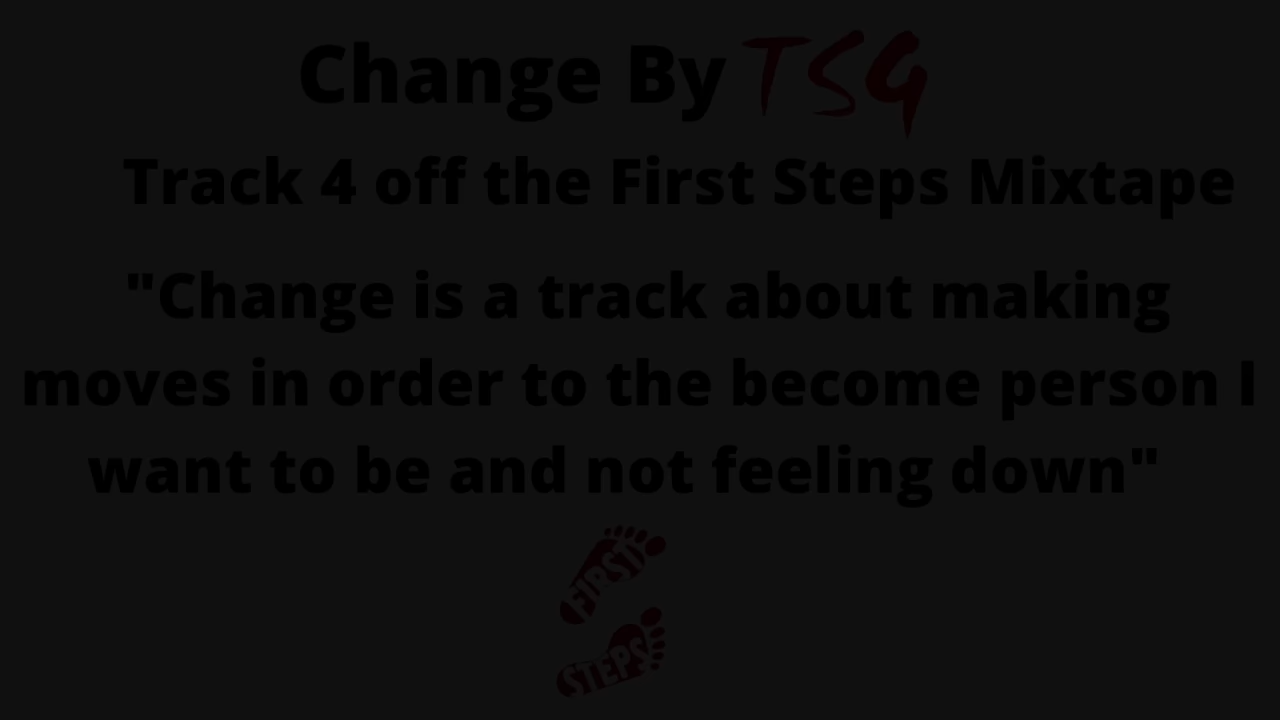 Change By TSG
Track 4 off the First Steps Mixtape
"Change is a track about making
moves in order to the become person I
want to be and not feeling down"
FIRST
STEPS